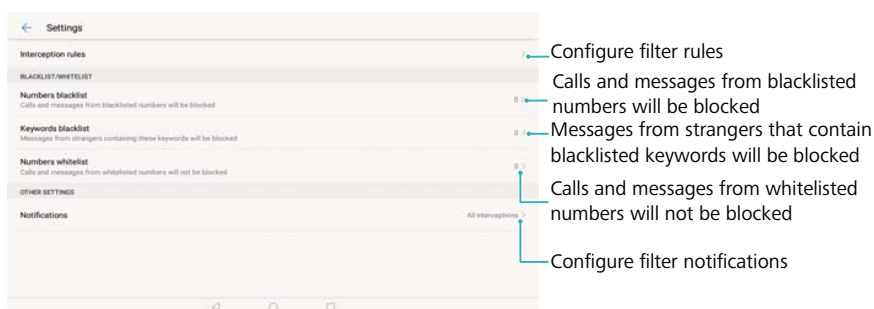 Settings
Interception rules
Configure filter rules
BLACKLIST/WHITELIST
Numbers blacklist
Calls and messages from blacklisted numbers will be blocked
0
Calls and messages from blacklisted
numbers will be blocked
Keywords blacklist
Messages from strangers containing these keywords will be blocked
0
Messages from strangers that contain
blacklisted keywords will be blocked
Numbers whitelist
Calls and messages from whitelisted numbers will not be blocked
0
Calls and messages from whitelisted
numbers will not be blocked
OTHER SETTINGS
Notifications
All interceptions
Configure filter notifications